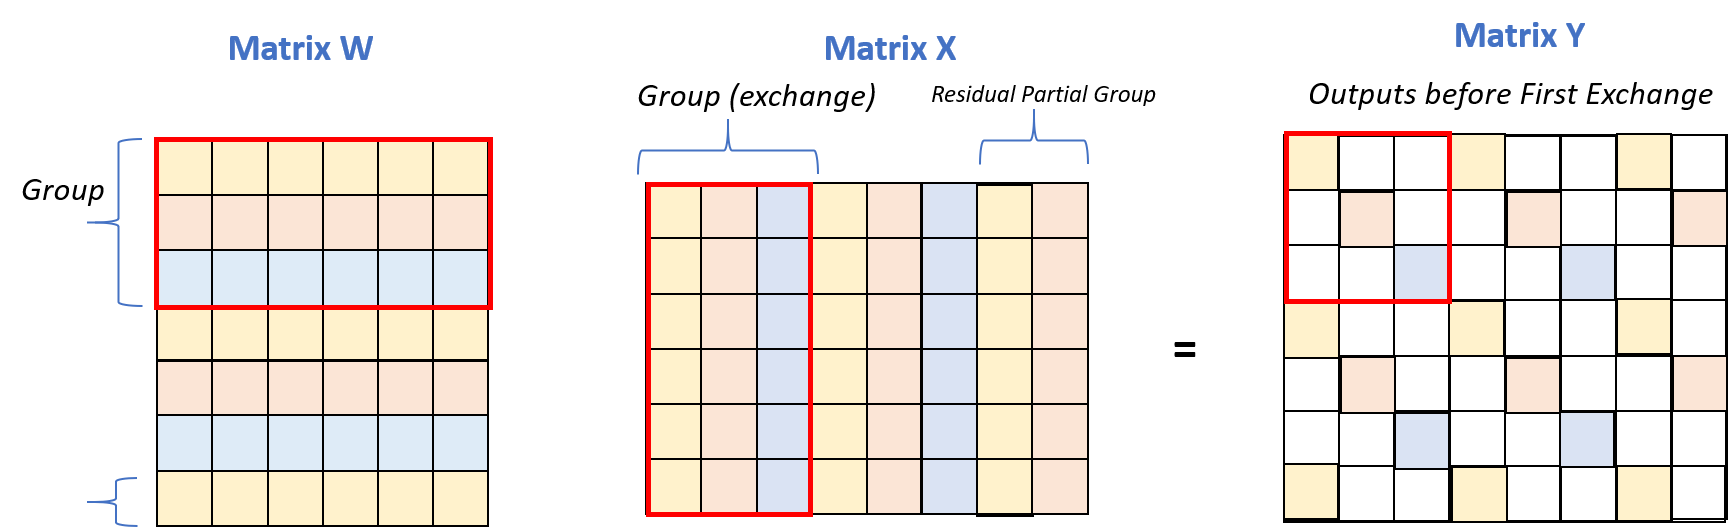 Matrix W
Matrix X
Matrix Y
Group (exchange)
Residual Partial Group
Outputs before First Exchange
Group
=